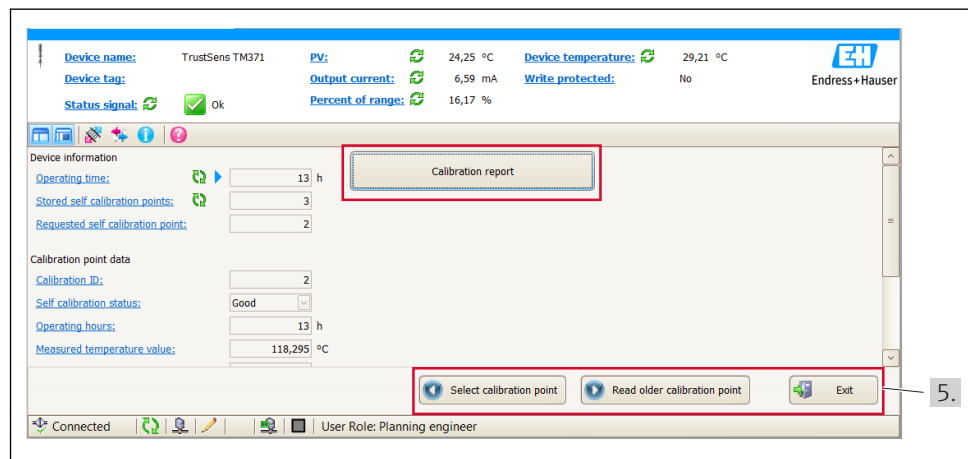 Device name: TrustSens TM371 PV: 24,25 °C Device temperature: 29,21 °C
Device tag: Output current: 6,59 mA Write protected: No
Status signal: Ok Percent of range: 16,17 %
EH
Endress+Hauser
Device information
Calibration report
Operating time: 13 h
Stored self calibration points: 3
Requested self calibration point: 2
Calibration point data
Calibration ID: 2
Self calibration status: Good
Operating hours: 13 h
Measured temperature value: 118,295 °C
Select calibration point Read older calibration point Exit
5.
Connected User Role: Planning engineer